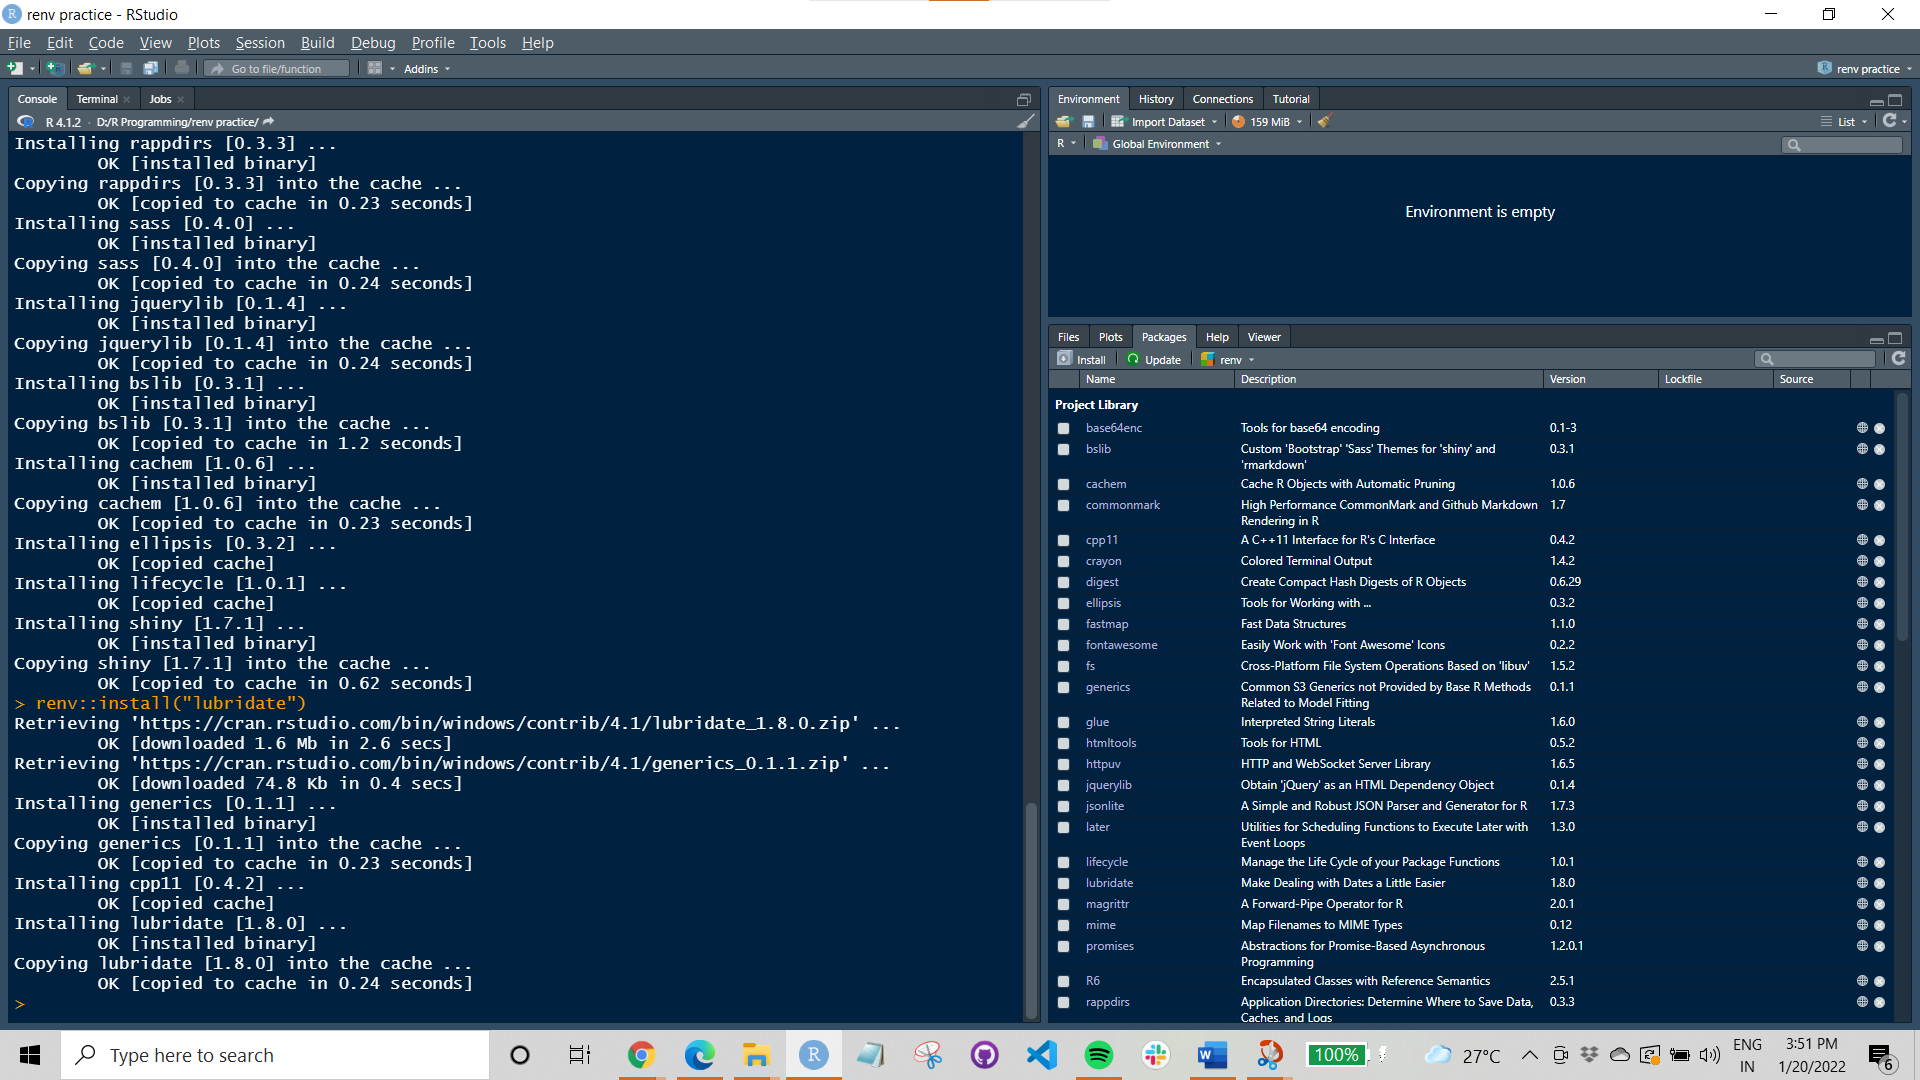 renv practice - RStudio
File Edit Code View Plots Session Build Debug Profile Tools Help
Go to file/function Addins renv practice
Console Terminal Jobs
R 4.1.2 · D:/R Programming/renv practice/
Installing rappdirs [0.3.3] ...
OK [installed binary]
Copying rappdirs [0.3.3] into the cache ...
OK [copied to cache in 0.23 seconds]
Installing sass [0.4.0] ...
OK [installed binary]
Copying sass [0.4.0] into the cache ...
OK [copied to cache in 0.24 seconds]
Installing jquerylib [0.1.4] ...
OK [installed binary]
Copying jquerylib [0.1.4] into the cache ...
OK [copied to cache in 0.24 seconds]
Installing bslib [0.3.1] ...
OK [installed binary]
Copying bslib [0.3.1] into the cache ...
OK [copied to cache in 1.2 seconds]
Installing cachem [1.0.6] ...
OK [installed binary]
Copying cachem [1.0.6] into the cache ...
OK [copied to cache in 0.23 seconds]
Installing ellipsis [0.3.2] ...
OK [copied cache]
Installing lifecycle [1.0.1] ...
OK [copied cache]
Installing shiny [1.7.1] ...
OK [installed binary]
Copying shiny [1.7.1] into the cache ...
OK [copied to cache in 0.62 seconds]
> renv::install("lubridate")
Retrieving 'https://cran.rstudio.com/bin/windows/contrib/4.1/lubridate_1.8.0.zip' ...
OK [downloaded 1.6 Mb in 2.6 secs]
Retrieving 'https://cran.rstudio.com/bin/windows/contrib/4.1/generics_0.1.1.zip' ...
OK [downloaded 74.8 Kb in 0.4 secs]
Installing generics [0.1.1] ...
OK [installed binary]
Copying generics [0.1.1] into the cache ...
OK [copied to cache in 0.23 seconds]
Installing cpp11 [0.4.2] ...
OK [copied cache]
Installing lubridate [1.8.0] ...
OK [installed binary]
Copying lubridate [1.8.0] into the cache ...
OK [copied to cache in 0.24 seconds]
>
Environment History Connections Tutorial
Import Dataset 159 MiB List
R Global Environment
Environment is empty
Files Plots Packages Help Viewer
Install Update renv
Name Description Version Lockfile Source
Project Library
base64enc Tools for base64 encoding 0.1-3
bslib Custom 'Bootstrap' 'Sass' Themes for 'shiny' and 0.3.1
'rmarkdown'
cachem Cache R Objects with Automatic Pruning 1.0.6
commonmark High Performance CommonMark and Github Markdown 1.7
Rendering in R
cpp11 A C++11 Interface for R's C Interface 0.4.2
crayon Colored Terminal Output 1.4.2
digest Create Compact Hash Digests of R Objects 0.6.29
ellipsis Tools for Working with ... 0.3.2
fastmap Fast Data Structures 1.1.0
fontawesome Easily Work with 'Font Awesome' Icons 0.2.2
fs Cross-Platform File System Operations Based on 'libuv' 1.5.2
generics Common S3 Generics not Provided by Base R Methods 0.1.1
Related to Model Fitting
glue Interpreted String Literals 1.6.0
htmltools Tools for HTML 0.5.2
httpuv HTTP and WebSocket Server Library 1.6.5
jquerylib Obtain 'jQuery' as an HTML Dependency Object 0.1.4
jsonlite A Simple and Robust JSON Parser and Generator for R 1.7.3
later Utilities for Scheduling Functions to Execute Later with 1.3.0
Event Loops
lifecycle Manage the Life Cycle of your Package Functions 1.0.1
lubridate Make Dealing with Dates a Little Easier 1.8.0
magrittr A Forward-Pipe Operator for R 2.0.1
mime Map Filenames to MIME Types 0.12
promises Abstractions for Promise-Based Asynchronous 1.2.0.1
Programming
R6 Encapsulated Classes with Reference Semantics 2.5.1
rappdirs Application Directories: Determine Where to Save Data, 0.3.3
Caches, and Logs
Type here to search
100% 27°C
ENG
IN
3:51 PM
1/20/2022
6